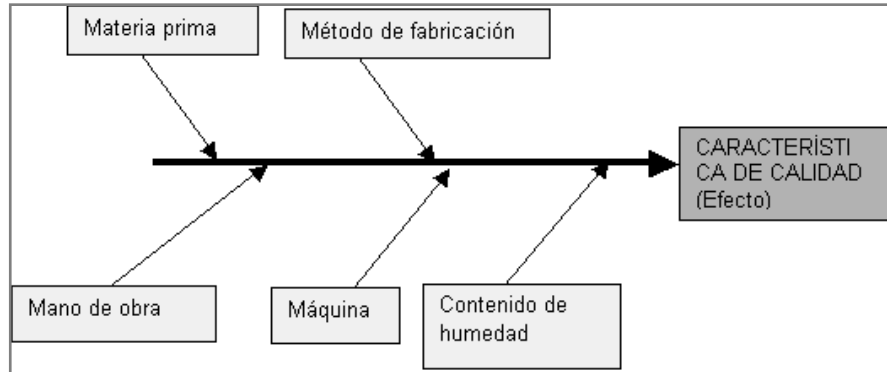 Materia prima
Método de fabricación
CARACTERÍSTI
CA DE CALIDAD
(Efecto)
Mano de obra
Máquina
Contenido de
humedad